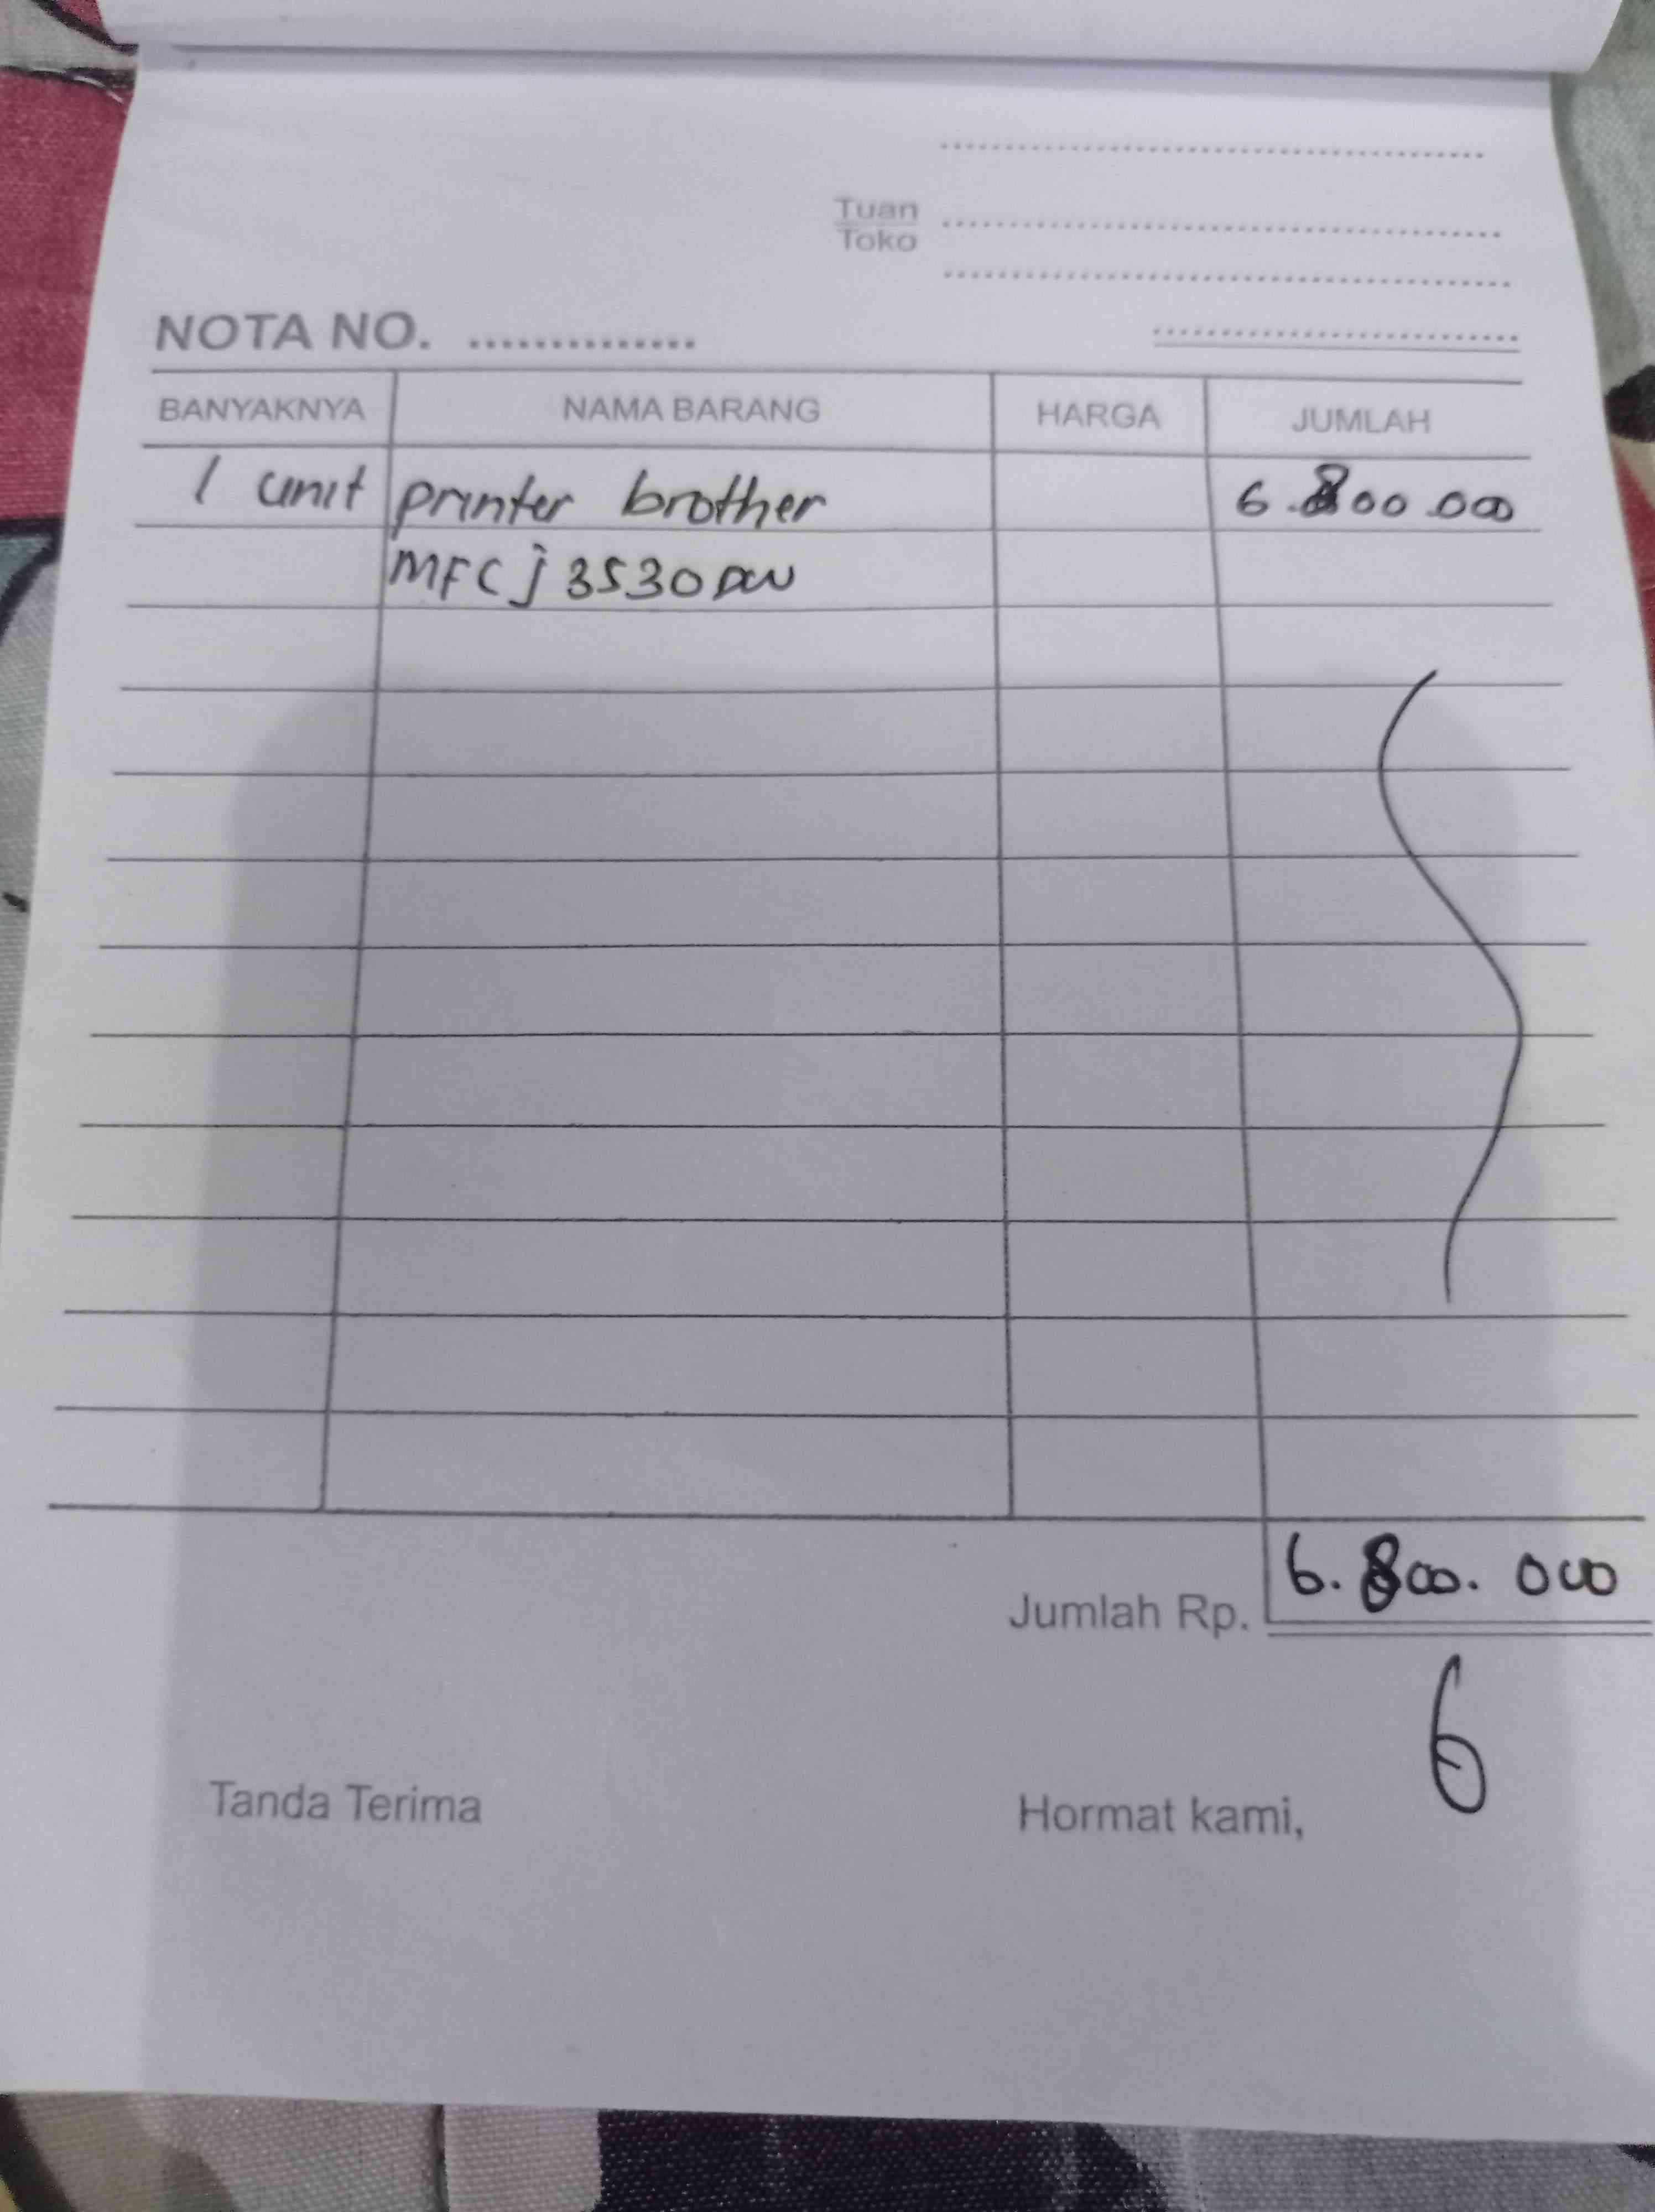 Tuan
Toko
NOTA NO. ..............
BANYAKNYA NAMA BARANG HARGA JUMLAH
1 unit printer brother 6.800.000
MFC j 3530 DW
Jumlah Rp. 6.800.000
Tanda Terima Hormat kami,